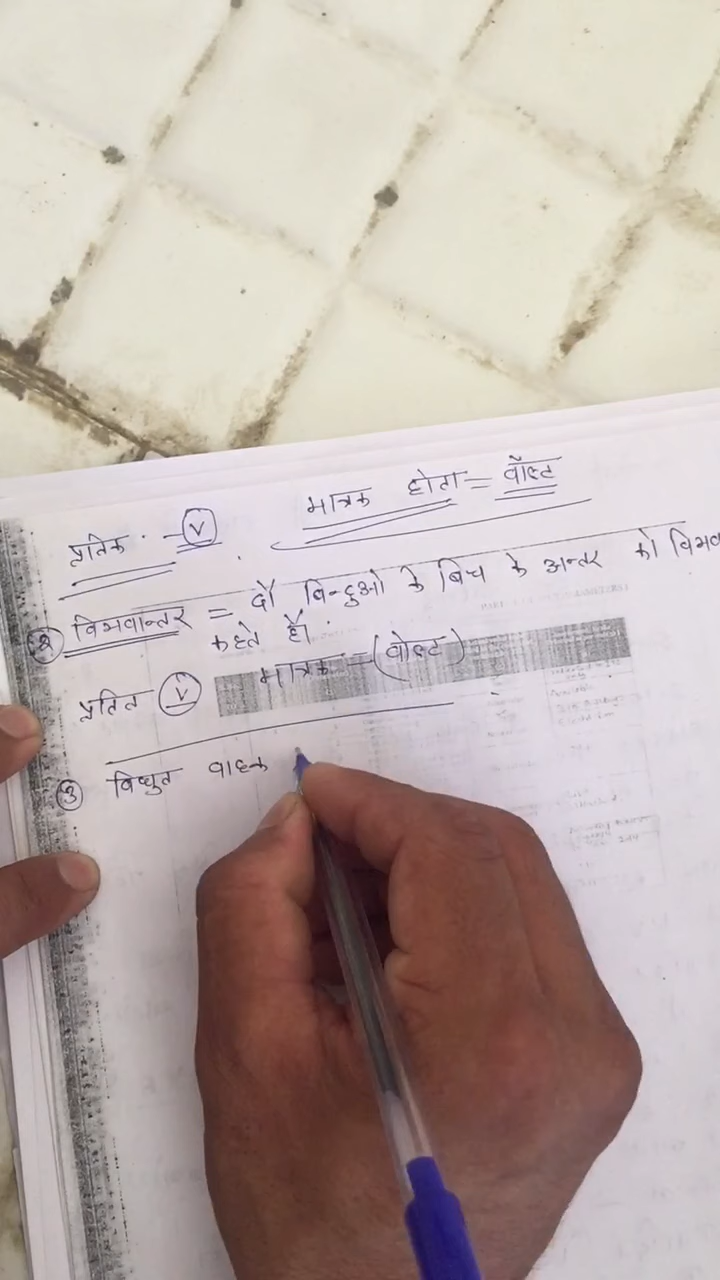 प्रतिक :- V मात्रक होता = वॉल्ट
② विभवान्तर = दौ बिन्दुओ के बिच के अन्तर को विभव
कहते हैं.
प्रतित V मात्रक = (वोल्ट)
③ विधुत वाहक